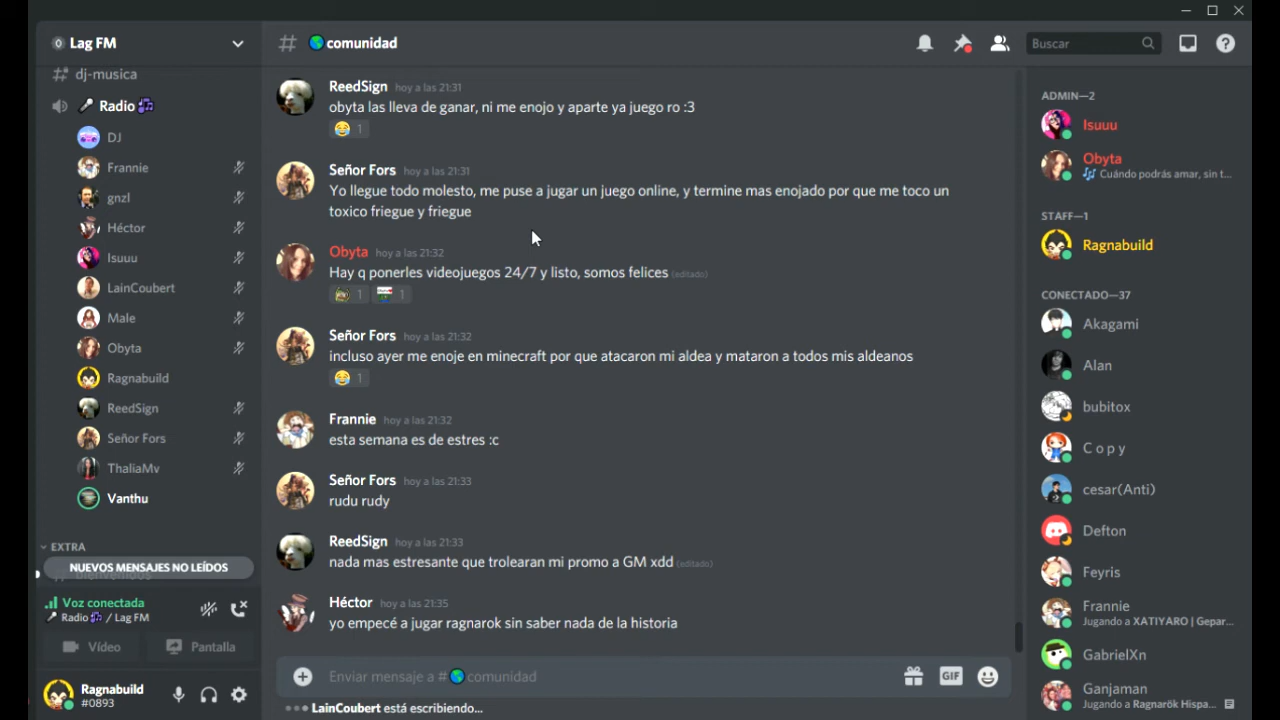 Lag FM
dj-musica
Radio
DJ
Frannie
gnzl
Héctor
Isuuu
LainCoubert
Male
Obyta
Ragnabuild
ReedSign
Señor Fors
ThaliaMv
Vanthu
EXTRA
NUEVOS MENSAJES NO LEÍDOS
Voz conectada
Radio / Lag FM
Vídeo
Pantalla
Ragnabuild
#0893
# comunidad
Buscar
ReedSign hoy a las 21:31
obyta las lleva de ganar, ni me enojo y aparte ya juego ro :3
1
Señor Fors hoy a las 21:31
Yo llegue todo molesto, me puse a jugar un juego online, y termine mas enojado por que me toco un
toxico friegue y friegue
Obyta hoy a las 21:32
Hay q ponerles videojuegos 24/7 y listo, somos felices (editado)
1 1
Señor Fors hoy a las 21:32
incluso ayer me enoje en minecraft por que atacaron mi aldea y mataron a todos mis aldeanos
1
Frannie hoy a las 21:32
esta semana es de estres :c
Señor Fors hoy a las 21:33
rudu rudy
ReedSign hoy a las 21:33
nada mas estresante que trolearan mi promo a GM xdd (editado)
Héctor hoy a las 21:35
yo empecé a jugar ragnarok sin saber nada de la historia
Enviar mensaje a # comunidad
GIF
LainCoubert está escribiendo...
ADMIN—2
Isuuu
Obyta
Cuándo podrás amar, sin t...
STAFF—1
Ragnabuild
CONECTADO—37
Akagami
Alan
bubitox
C o p y
cesar(Anti)
Defton
Feyris
Frannie
Jugando a XATIYARO | Gepar...
GabrielXn
Ganjaman
Jugando a Ragnarök Hispa...